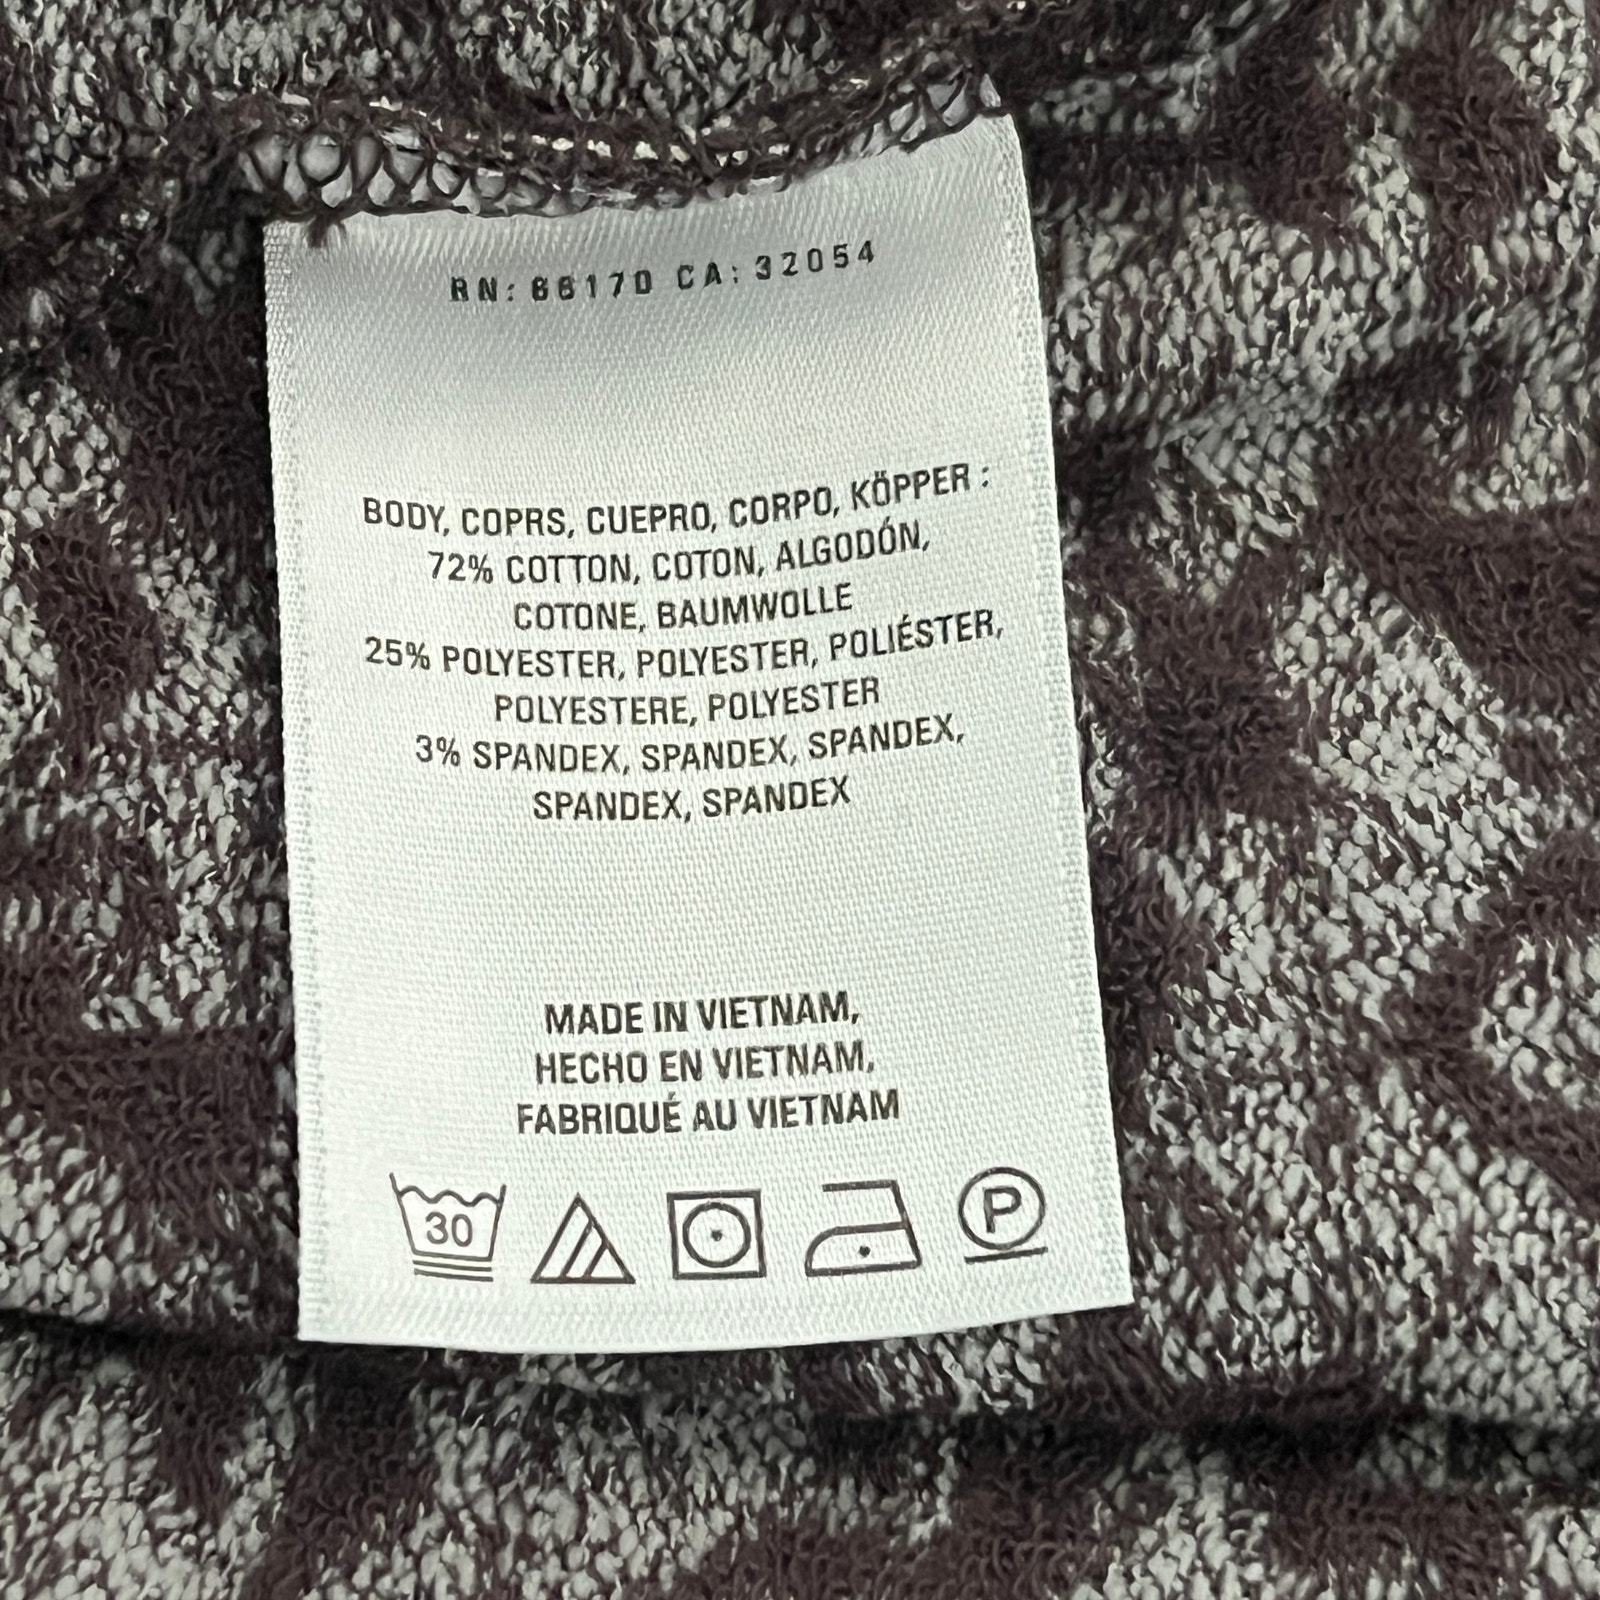 RN: 66170 CA: 32054
BODY, COPRS, CUEPRO, CORPO, KÖPPER :
72% COTTON, COTON, ALGODÓN,
COTONE, BAUMWOLLE
25% POLYESTER, POLYESTER, POLIÉSTER,
POLYESTERE, POLYESTER
3% SPANDEX, SPANDEX, SPANDEX,
SPANDEX, SPANDEX
MADE IN VIETNAM,
HECHO EN VIETNAM,
FABRIQUÉ AU VIETNAM
30 P